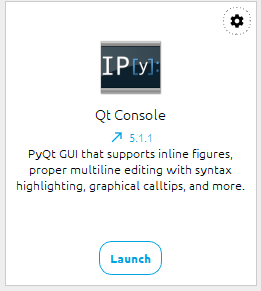 IP[y]:
Qt Console
5.1.1
PyQt GUI that supports inline figures,
proper multiline editing with syntax
highlighting, graphical calltips, and more.
Launch